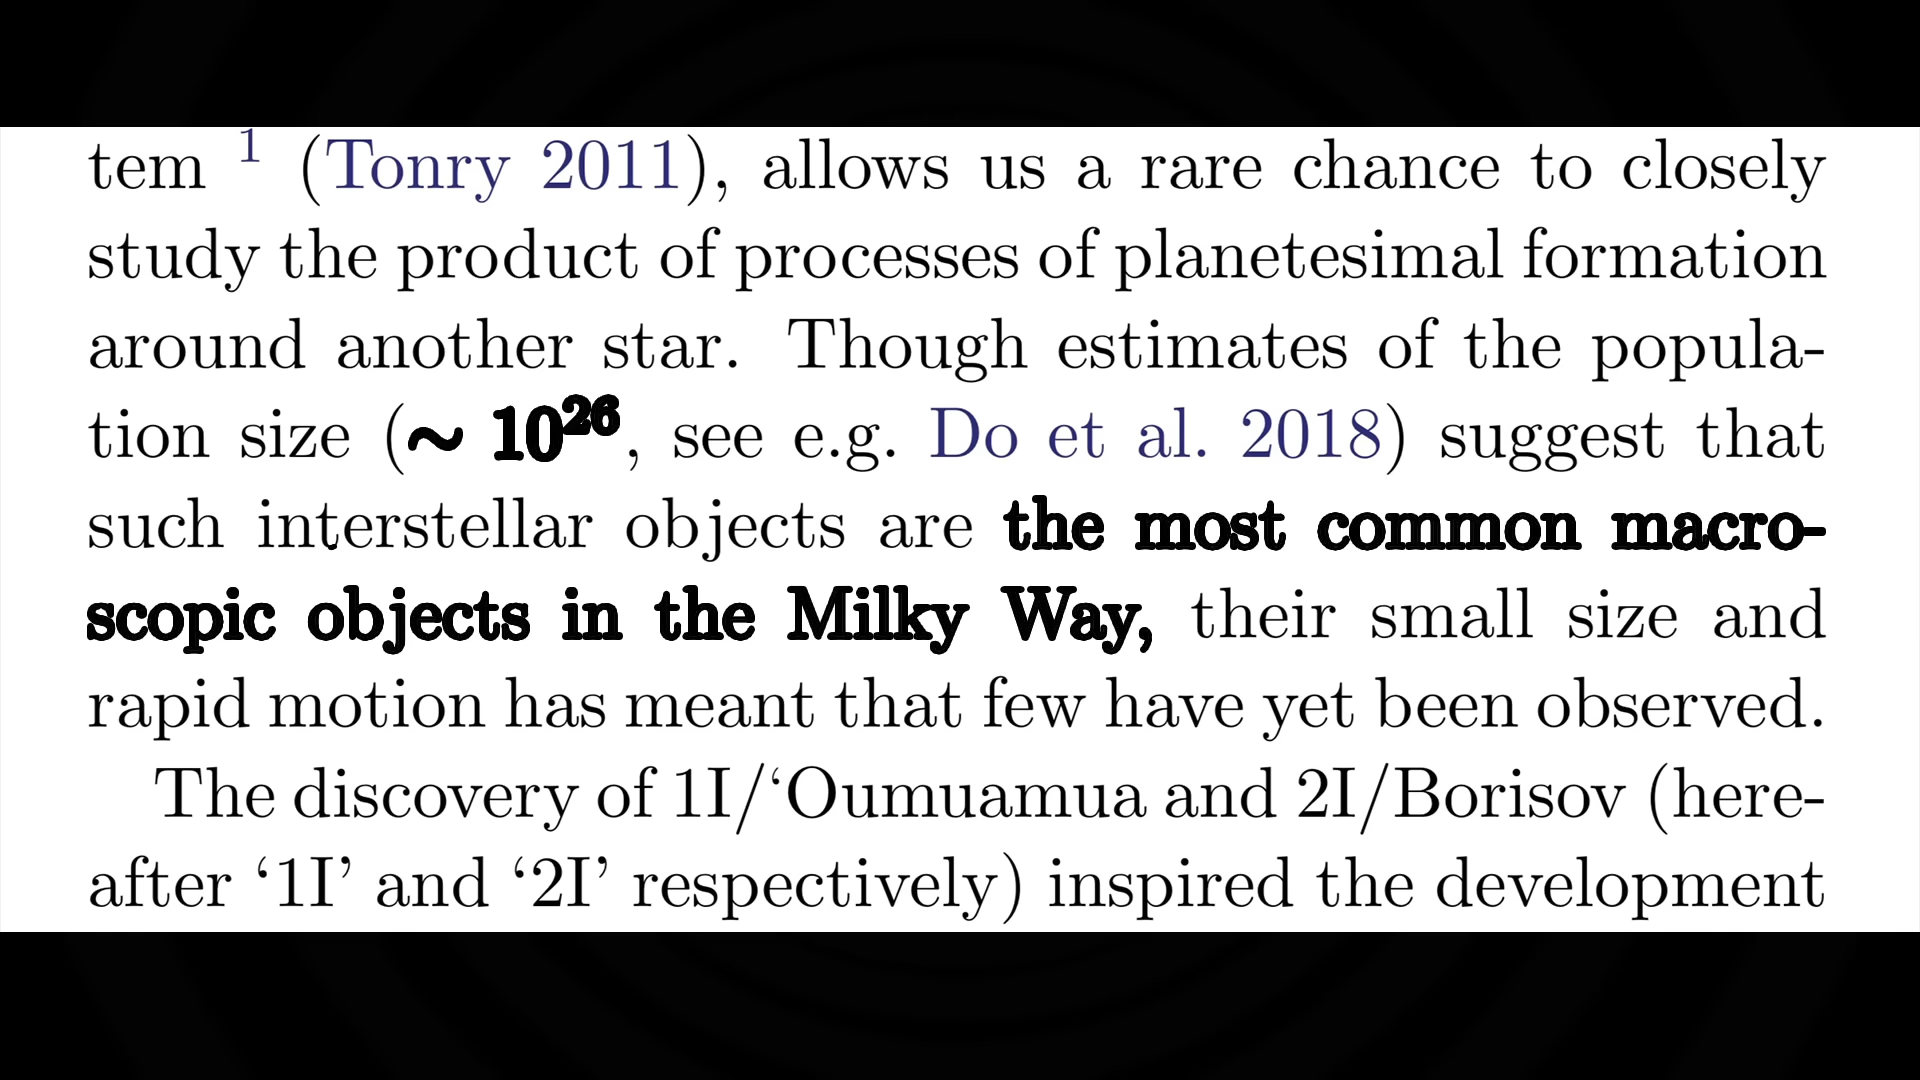 tem ¹ (Tonry 2011), allows us a rare chance to closely
study the product of processes of planetesimal formation
around another star. Though estimates of the popula-
tion size (∼ 10²⁶, see e.g. Do et al. 2018) suggest that
such interstellar objects are the most common macro-
scopic objects in the Milky Way, their small size and
rapid motion has meant that few have yet been observed.
The discovery of 1I/‘Oumuamua and 2I/Borisov (here-
after ‘1I’ and ‘2I’ respectively) inspired the development